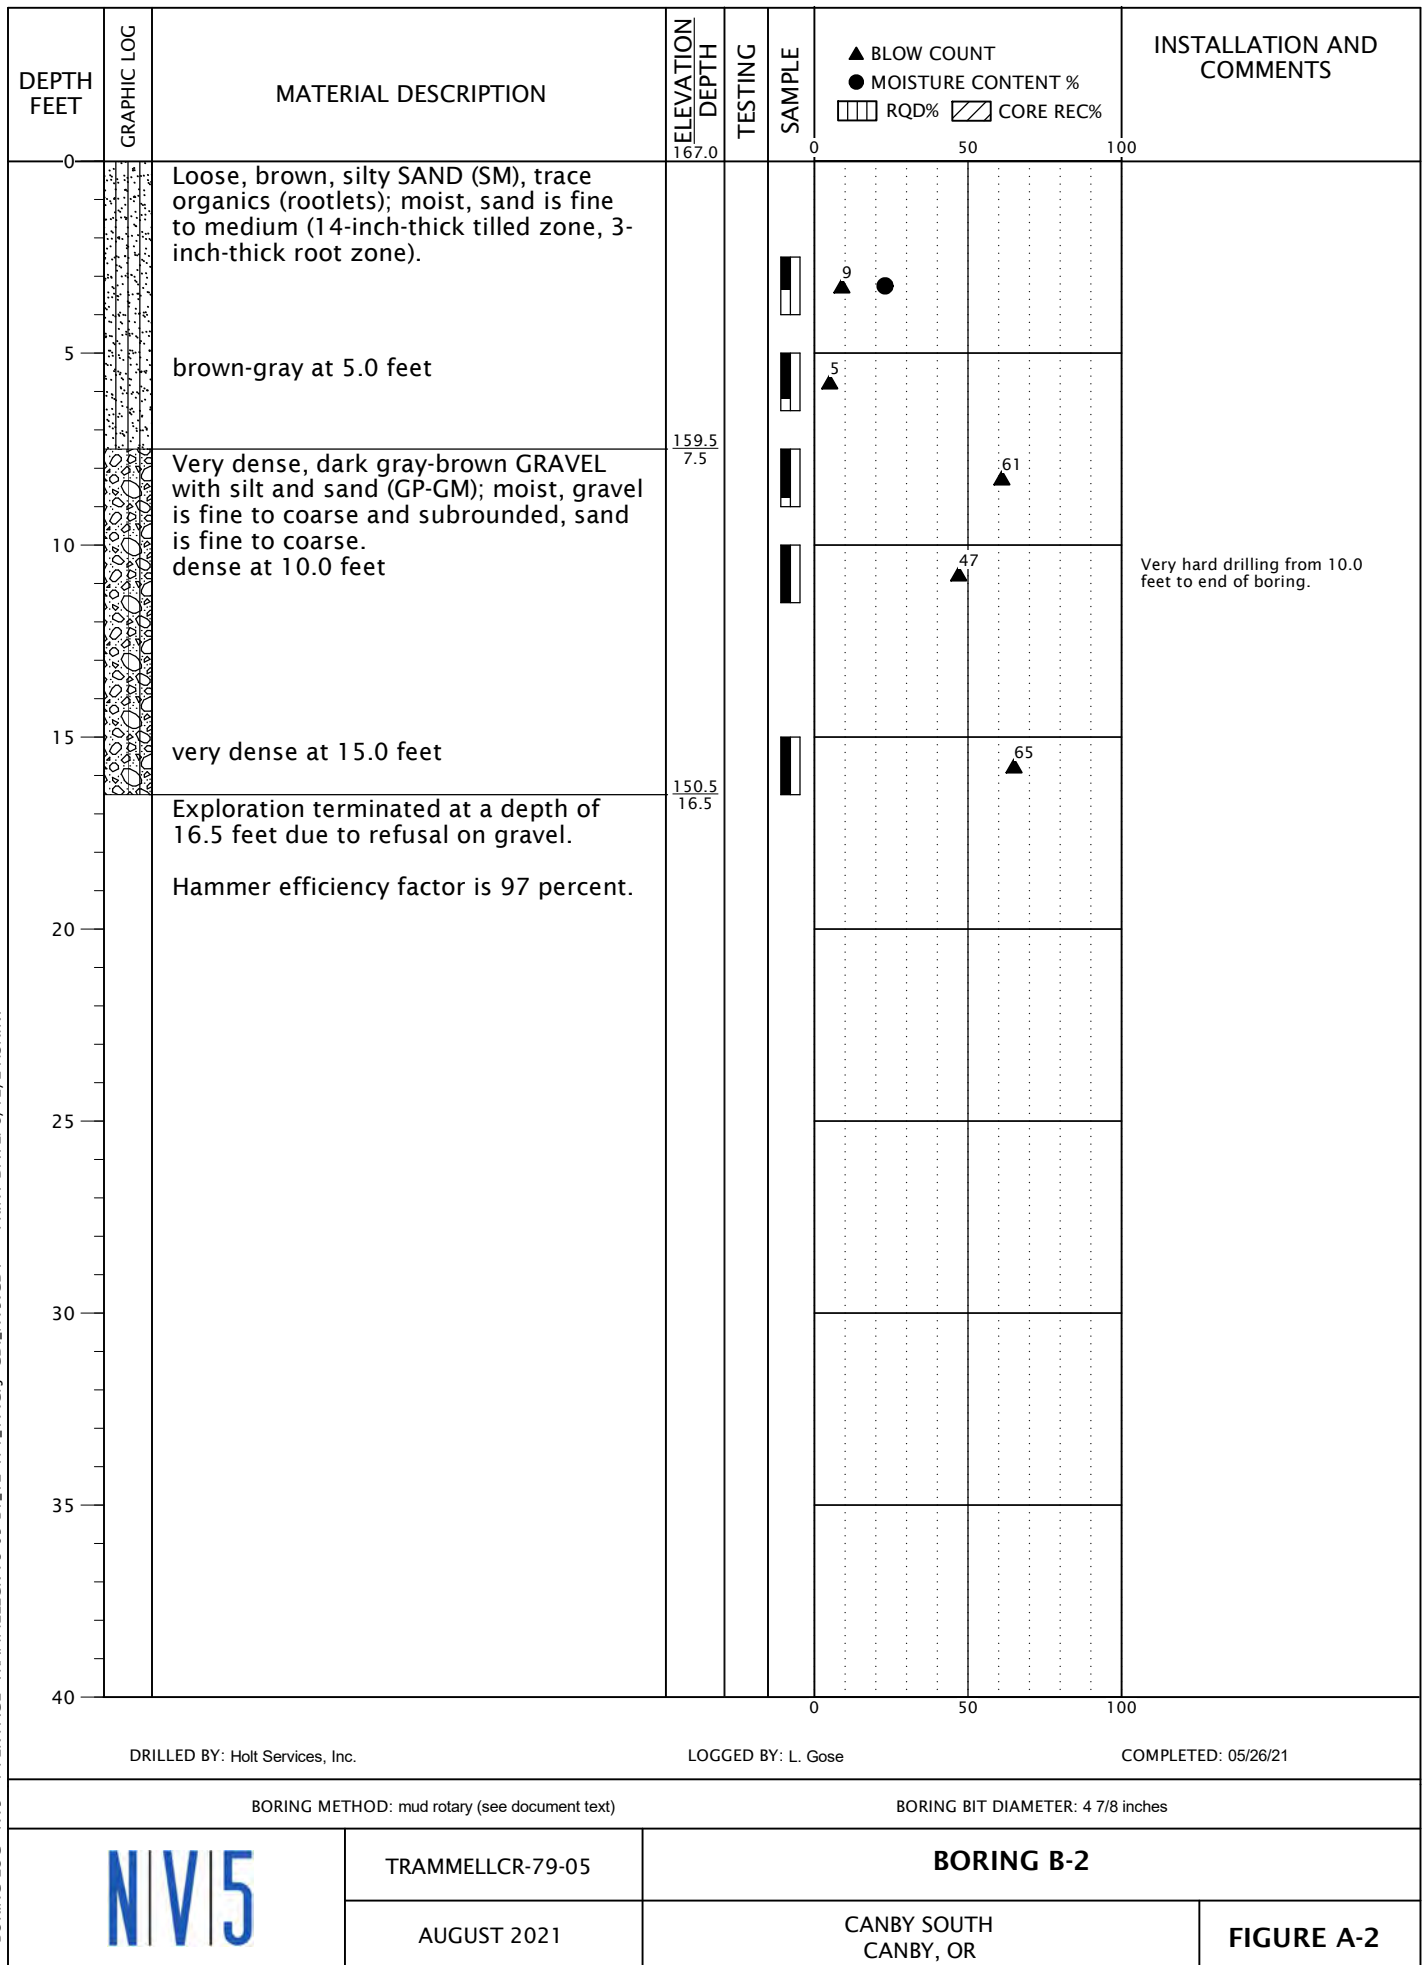 DEPTH
FEET
GRAPHIC LOG
MATERIAL DESCRIPTION
ELEVATION
DEPTH
TESTING
SAMPLE
▲ BLOW COUNT
● MOISTURE CONTENT %
RQD% CORE REC%
INSTALLATION AND
COMMENTS
167.0
0 50 100
0
Loose, brown, silty SAND (SM), trace
organics (rootlets); moist, sand is fine
to medium (14-inch-thick tilled zone, 3-
inch-thick root zone).
9
5
brown-gray at 5.0 feet
5
159.5
7.5
Very dense, dark gray-brown GRAVEL
with silt and sand (GP-GM); moist, gravel
is fine to coarse and subrounded, sand
is fine to coarse.
61
10
dense at 10.0 feet
47
Very hard drilling from 10.0
feet to end of boring.
15
very dense at 15.0 feet
65
150.5
16.5
Exploration terminated at a depth of
16.5 feet due to refusal on gravel.
Hammer efficiency factor is 97 percent.
20
25
30
35
40
0 50 100
DRILLED BY: Holt Services, Inc.
LOGGED BY: L. Gose
COMPLETED: 05/26/21
BORING METHOD: mud rotary (see document text)
BORING BIT DIAMETER: 4 7/8 inches
N|V|5
TRAMMELLCR-79-05
BORING B-2
AUGUST 2021
CANBY SOUTH
CANBY, OR
FIGURE A-2